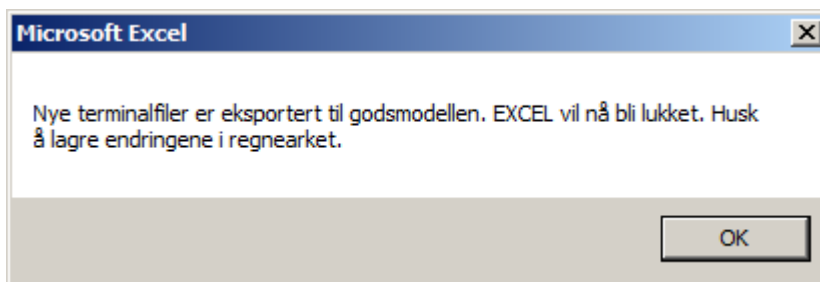 Microsoft Excel
Nye terminalfiler er eksportert til godsmodellen. EXCEL vil nå bli lukket. Husk
å lagre endringene i regnearket.
OK